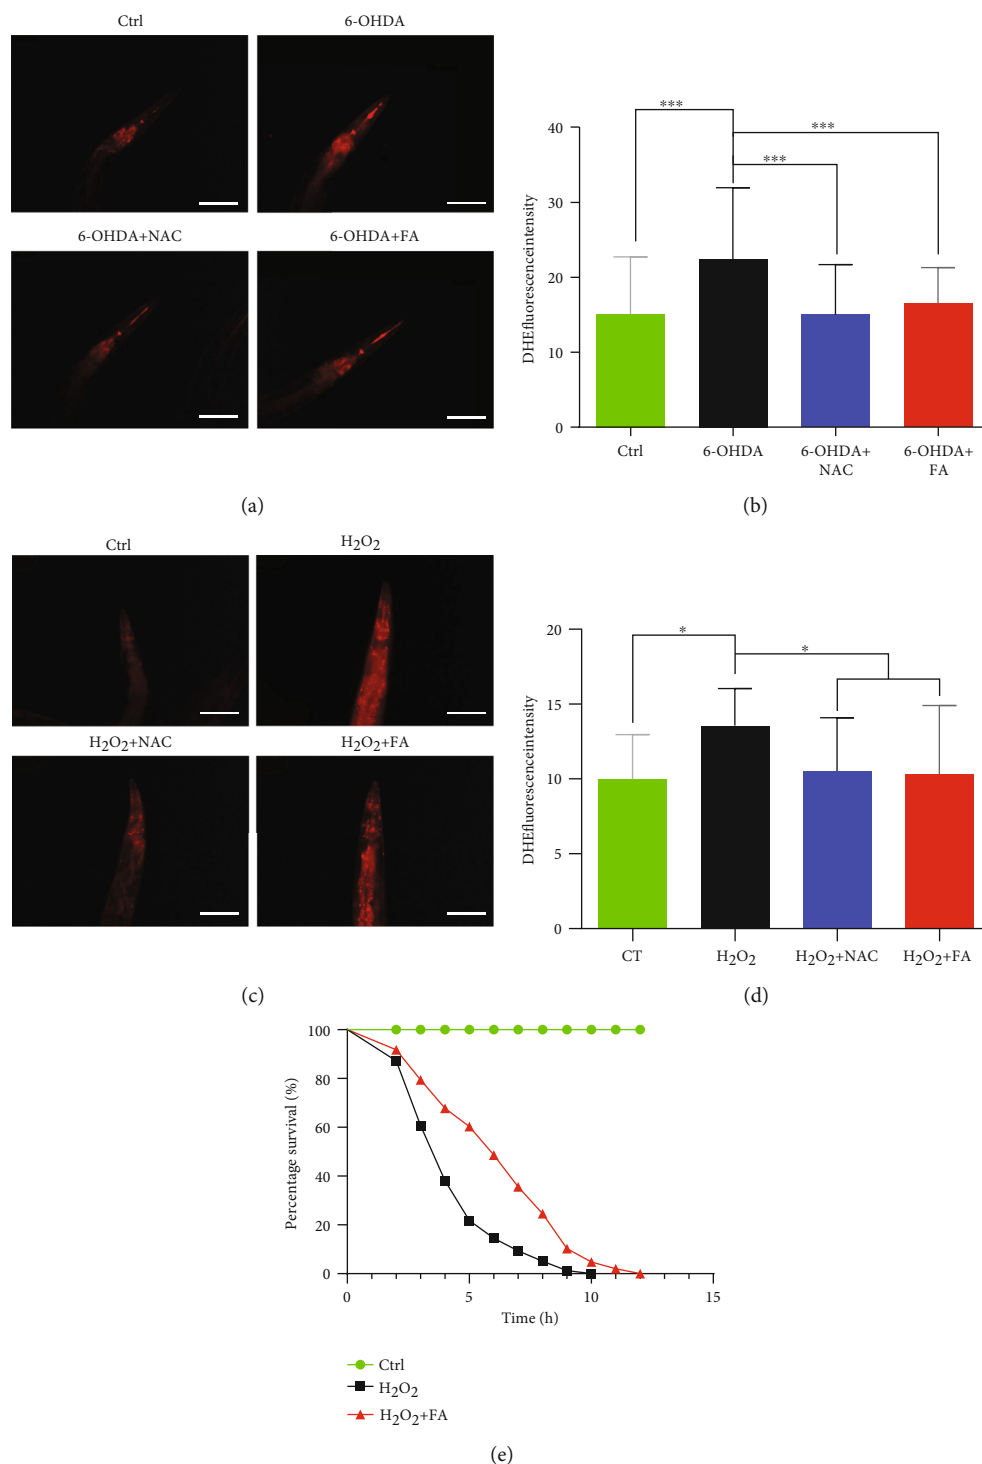 Ctrl
6-OHDA
6-OHDA+NAC
6-OHDA+FA
(a)
***
***
***
40
30
20
10
0
DHEfluorescenceintensity
Ctrl
6-OHDA
6-OHDA+
NAC
6-OHDA+
FA
(b)
Ctrl
H2O2
H2O2+NAC
H2O2+FA
(c)
*
*
20
15
10
5
0
DHEfluorescenceintensity
CT
H2O2
H2O2+NAC
H2O2+FA
(d)
100
80
60
40
20
0
Percentage survival (%)
0
5
10
15
Time (h)
Ctrl
H2O2
H2O2+FA
(e)